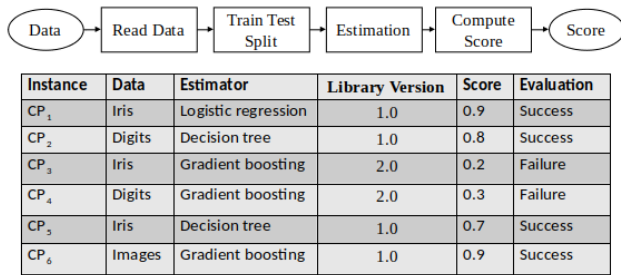 Data Read Data Train Test Split Estimation Compute Score Score
Instance Data Estimator Library Version Score Evaluation
CP1 Iris Logistic regression 1.0 0.9 Success
CP2 Digits Decision tree 1.0 0.8 Success
CP3 Iris Gradient boosting 2.0 0.2 Failure
CP4 Digits Gradient boosting 2.0 0.3 Failure
CP5 Iris Decision tree 1.0 0.7 Success
CP6 Images Gradient boosting 1.0 0.9 Success